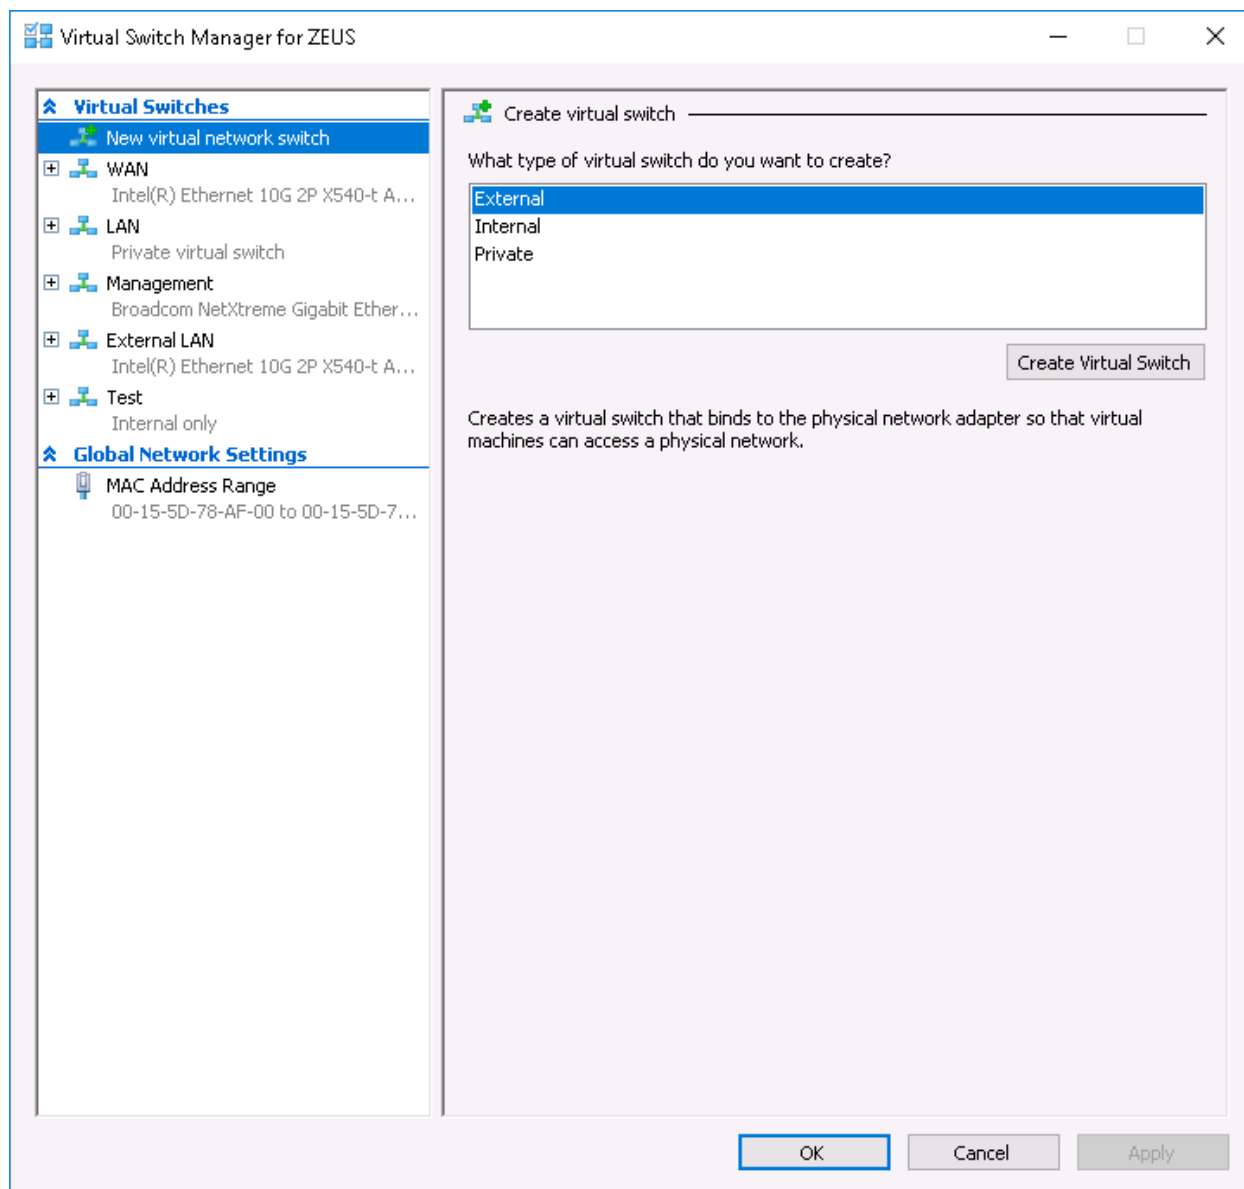 Virtual Switch Manager for ZEUS
Virtual Switches
New virtual network switch
WAN
Intel(R) Ethernet 10G 2P X540-t A...
LAN
Private virtual switch
Management
Broadcom NetXtreme Gigabit Ether...
External LAN
Intel(R) Ethernet 10G 2P X540-t A...
Test
Internal only
Global Network Settings
MAC Address Range
00-15-5D-78-AF-00 to 00-15-5D-7...
Create virtual switch
What type of virtual switch do you want to create?
External
Internal
Private
Create Virtual Switch
Creates a virtual switch that binds to the physical network adapter so that virtual
machines can access a physical network.
OK
Cancel
Apply